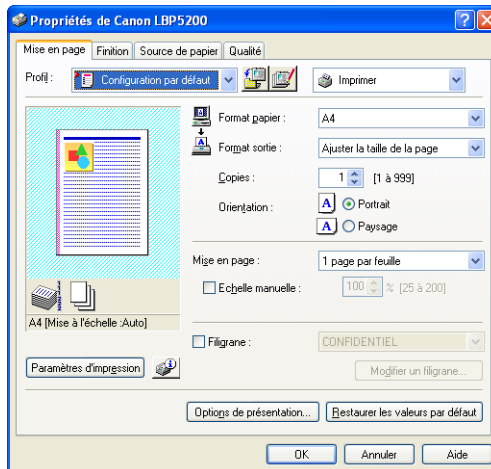 Propriétés de Canon LBP5200
Mise en page Finition Source de papier Qualité
Profil : Configuration par défaut Imprimer
Format papier : A4
Format sortie : Ajuster la taille de la page
Copies : 1 [1 à 999]
Orientation : A Portrait
A Paysage
Mise en page : 1 page par feuille
Echelle manuelle : 100 % [25 à 200]
A4 [Mise à l'échelle :Auto]
Filigrane : CONFIDENTIEL
Paramètres d'impression Modifier un filigrane...
Options de présentation... Restaurer les valeurs par défaut
OK Annuler Aide